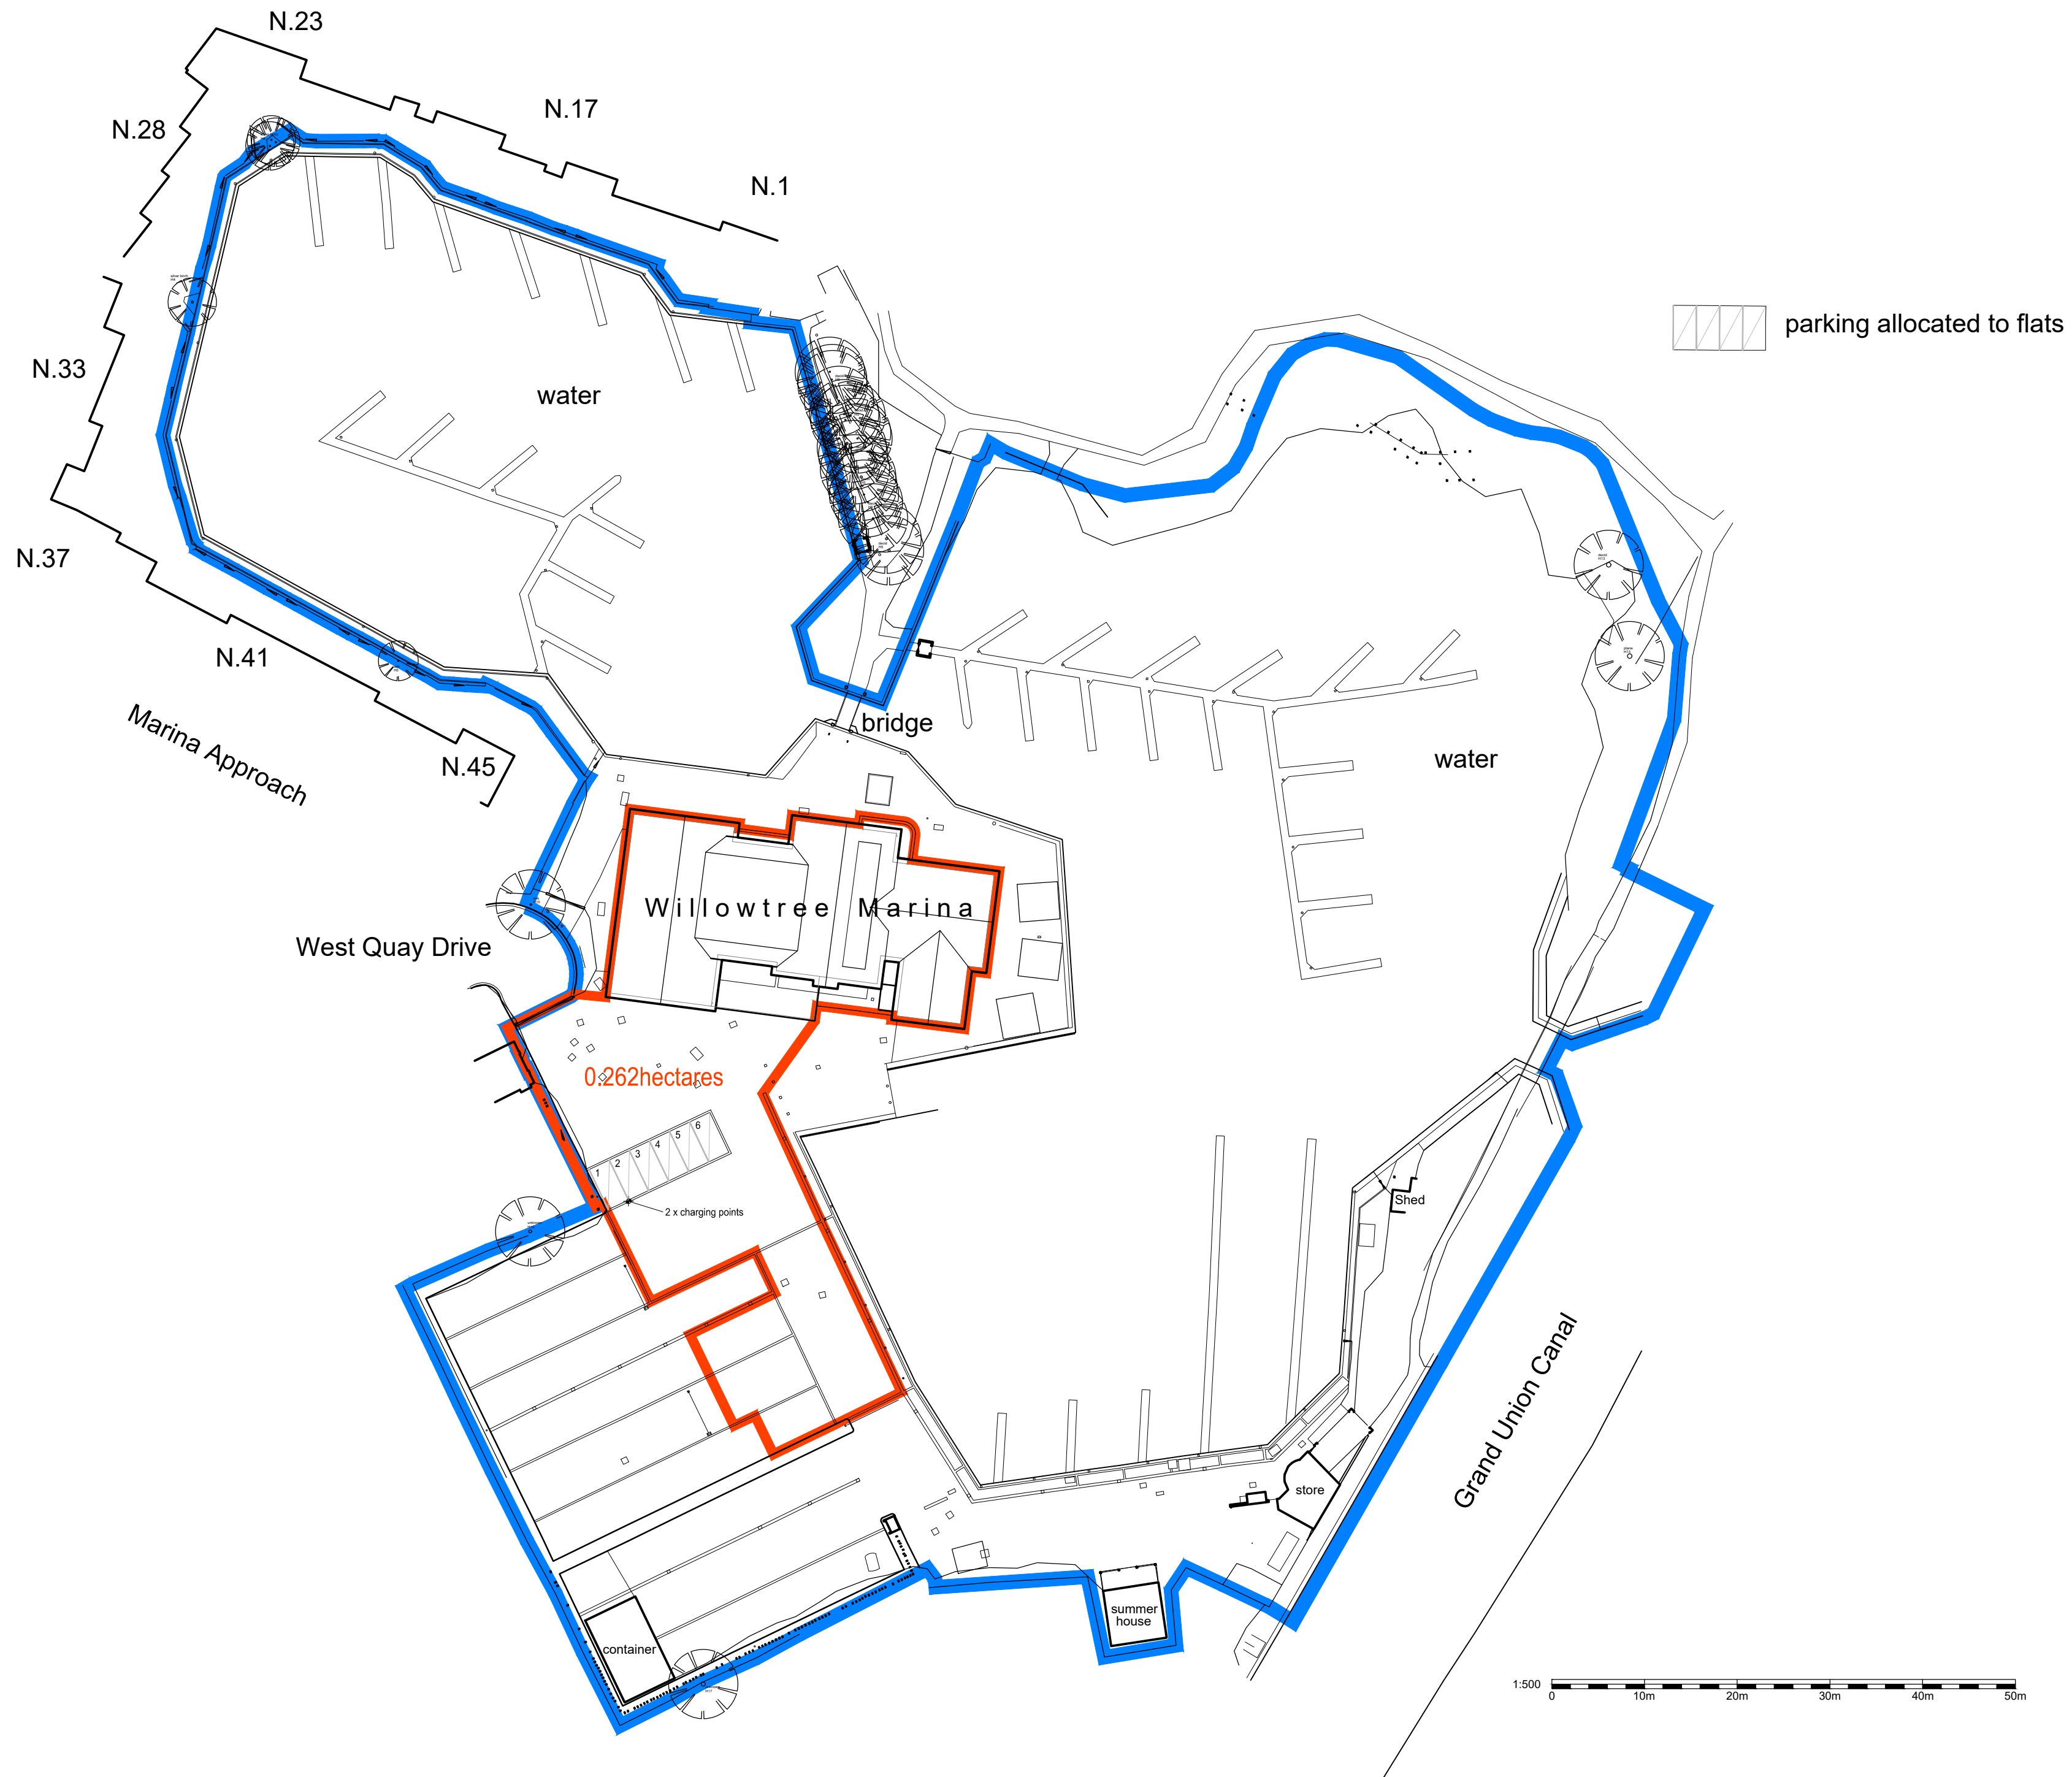 N.23
N.17
N.28
N.1
N.33
water
parking allocated to flats
N.37
N.41
Marina Approach
N.45
bridge
water
Willowtree Marina
West Quay Drive
0.262hectares
1
2
3
4
5
6
2 x charging points
Shed
Grand Union Canal
store
summer
house
container
1:500
0
10m
20m
30m
40m
50m